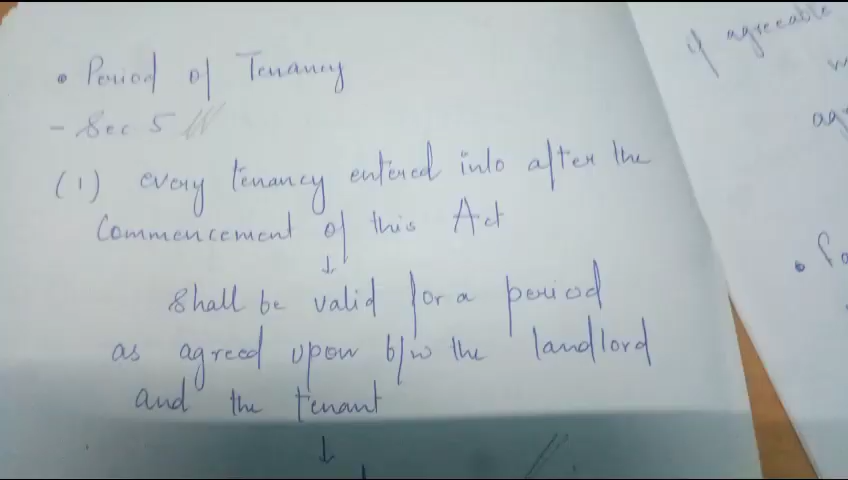 • Period of Tenancy
- Sec 5
(1) every tenancy entered into after the
Commencement of this Act
↓
shall be valid for a period
as agreed upon b/w the landlord
and the tenant
↓
if agreeable